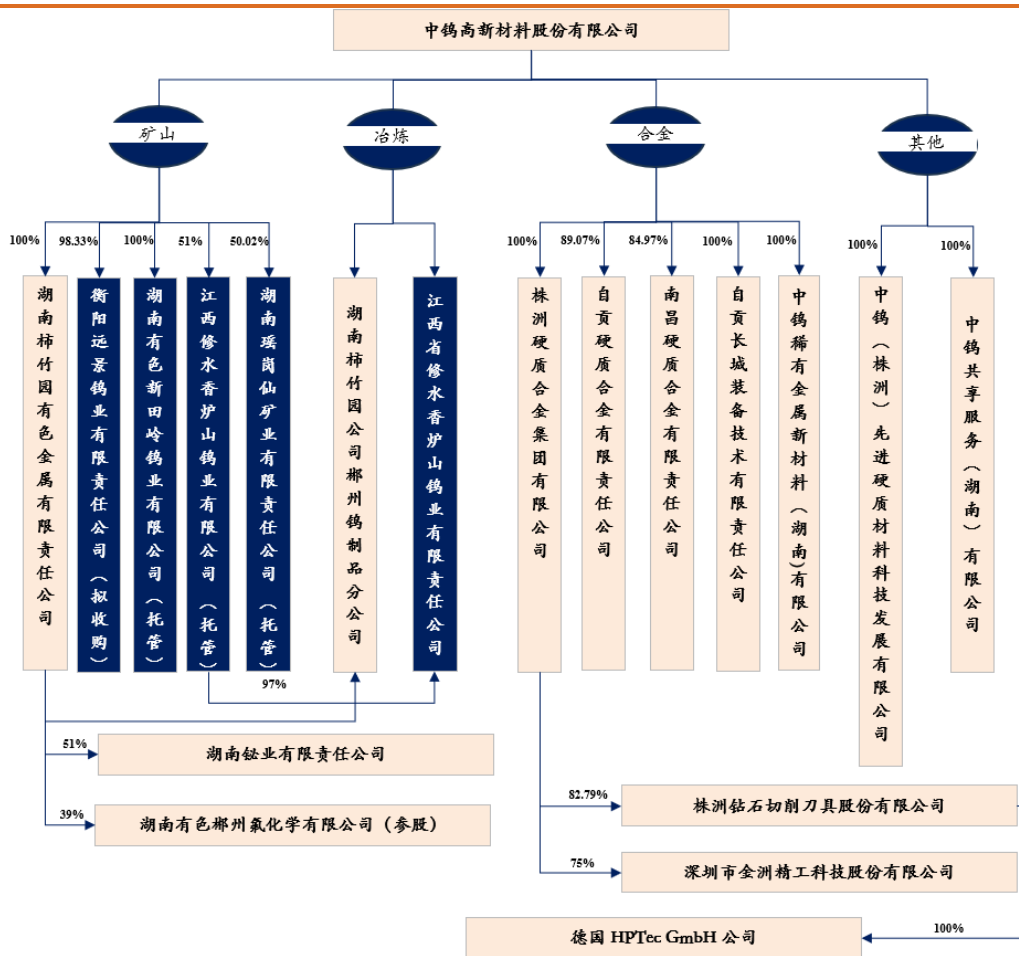 中钨高新材料股份有限公司
矿山
冶炼
合金
其他
100%
98.33%
100%
51%
50.02%
100%
89.07%
84.97%
100%
100%
100%
100%
湖南柿竹园有色金属有限责任公司
衡阳远景钨业有限责任公司（拟收购）
湖南有色新田岭钨业有限公司（托管）
江西修水香炉山钨业有限公司（托管）
湖南瑶岗仙矿业有限责任公司（托管）
湖南柿竹园公司郴州钨制品分公司
江西省修水香炉山钨业有限责任公司
株洲硬质合金集团有限公司
自贡硬质合金有限责任公司
南昌硬质合金有限责任公司
自贡长城装备技术有限责任公司
中钨稀有金属新材料（湖南)有限公司
中钨（株洲）先进硬质材料科技发展有限公司
中钨共享服务（湖南）有限公司
97%
51%
湖南铋业有限责任公司
39%
湖南有色郴州氟化学有限公司（参股）
82.79%
株洲钻石切削刀具股份有限公司
75%
深圳市金洲精工科技股份有限公司
德国 HPTec GmbH 公司
100%